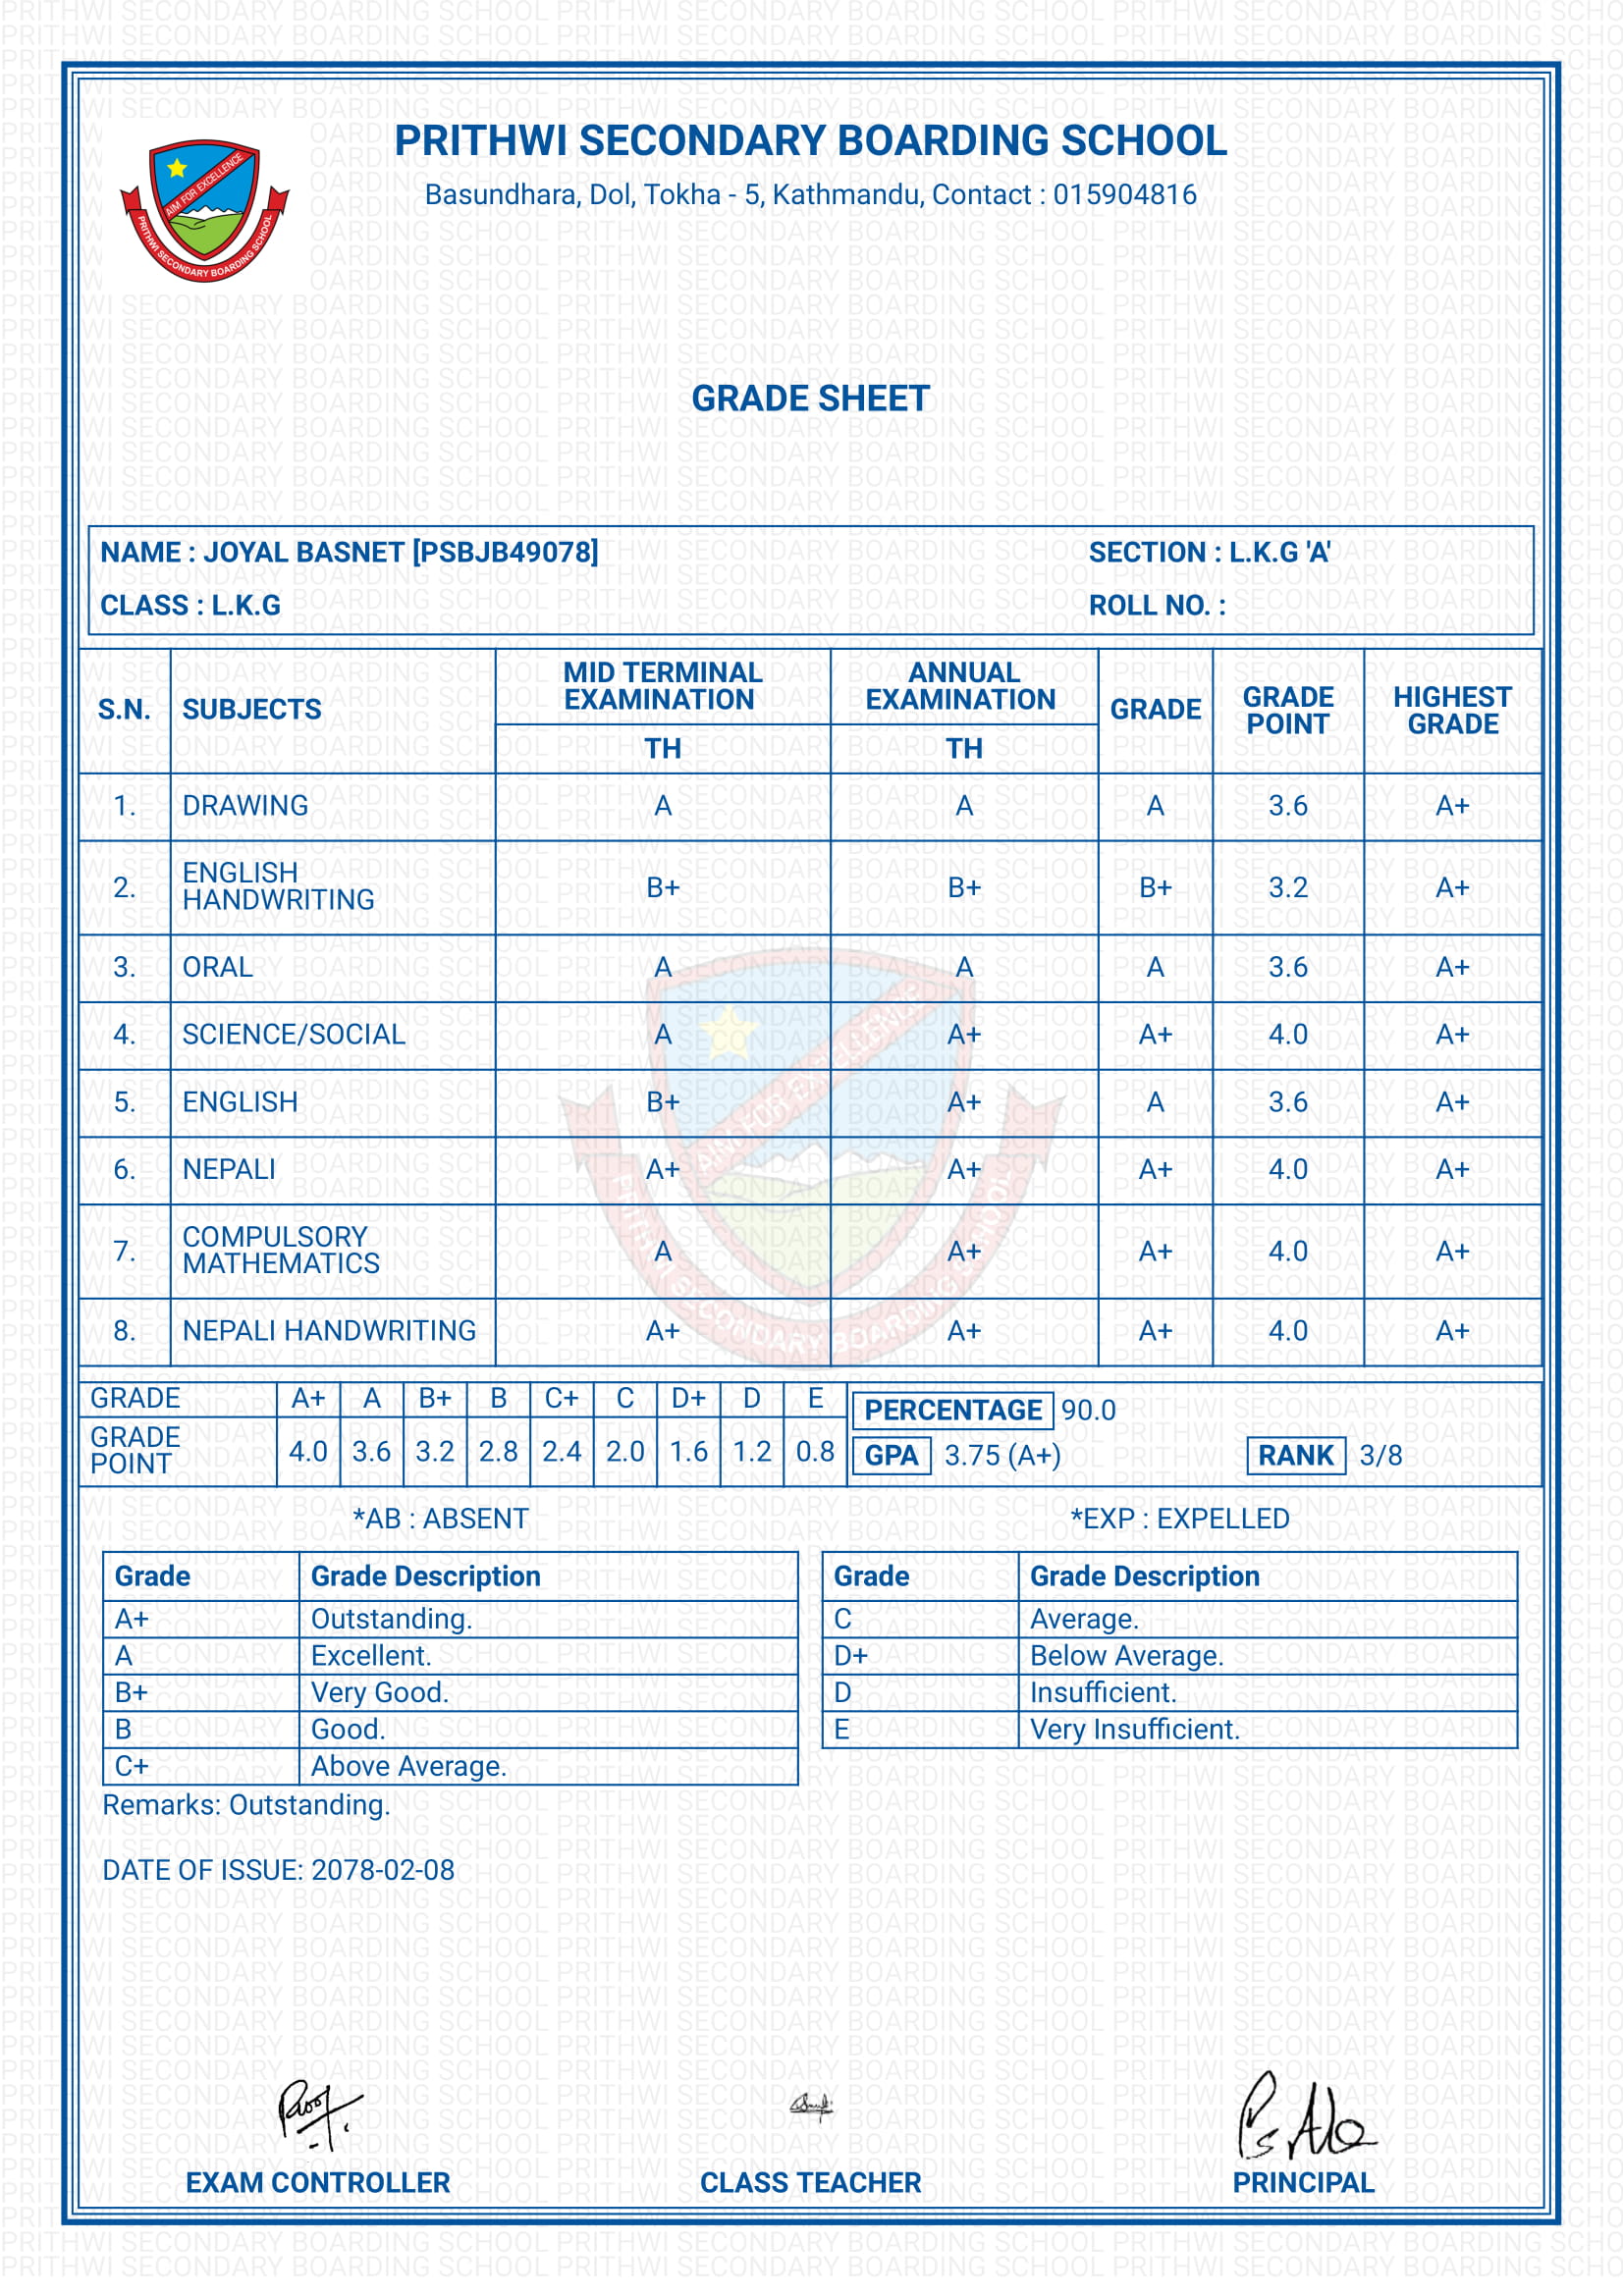 PRITHWI SECONDARY BOARDING SCHOOL
Basundhara, Dol, Tokha - 5, Kathmandu, Contact : 015904816
AIM FOR EXCELLENCE
PRITHWI SECONDARY BOARDING SCHOOL
GRADE SHEET
NAME : JOYAL BASNET [PSBJB49078] SECTION : L.K.G 'A'
CLASS : L.K.G ROLL NO. :
S.N. SUBJECTS MID TERMINAL EXAMINATION ANNUAL EXAMINATION GRADE GRADE POINT HIGHEST GRADE
TH TH
1. DRAWING A A A 3.6 A+
2. ENGLISH HANDWRITING B+ B+ B+ 3.2 A+
3. ORAL A A A 3.6 A+
4. SCIENCE/SOCIAL A A+ A+ 4.0 A+
5. ENGLISH B+ A+ A 3.6 A+
6. NEPALI A+ A+ A+ 4.0 A+
7. COMPULSORY MATHEMATICS A A+ A+ 4.0 A+
8. NEPALI HANDWRITING A+ A+ A+ 4.0 A+
GRADE A+ A B+ B C+ C D+ D E
GRADE POINT 4.0 3.6 3.2 2.8 2.4 2.0 1.6 1.2 0.8
PERCENTAGE 90.0
GPA 3.75 (A+) RANK 3/8
*AB : ABSENT *EXP : EXPELLED
Grade Grade Description
A+ Outstanding.
A Excellent.
B+ Very Good.
B Good.
C+ Above Average.
Grade Grade Description
C Average.
D+ Below Average.
D Insufficient.
E Very Insufficient.
Remarks: Outstanding.
DATE OF ISSUE: 2078-02-08
EXAM CONTROLLER CLASS TEACHER PRINCIPAL